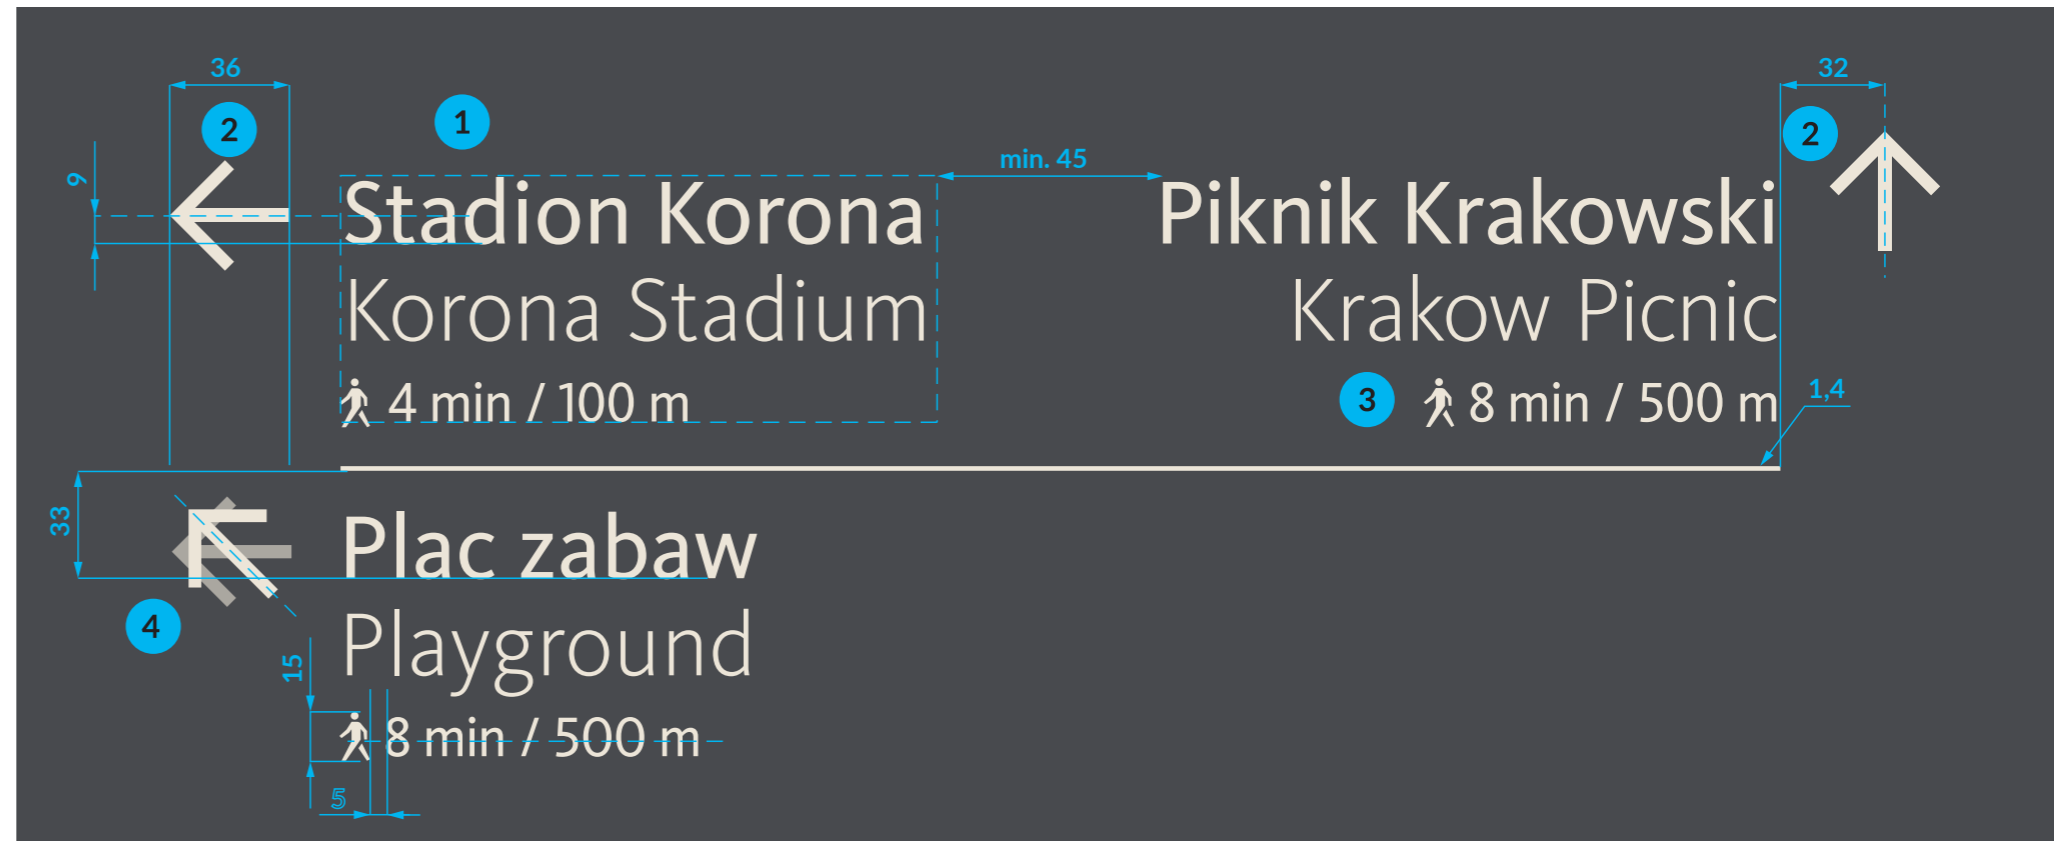 36
32
2
1
2
min. 45
9
Stadion Korona
Piknik Krakowski
Korona Stadium
Krakow Picnic
4 min / 100 m
3
8 min / 500 m
1,4
33
Plac zabaw
4
Playground
15
8 min / 500 m
5